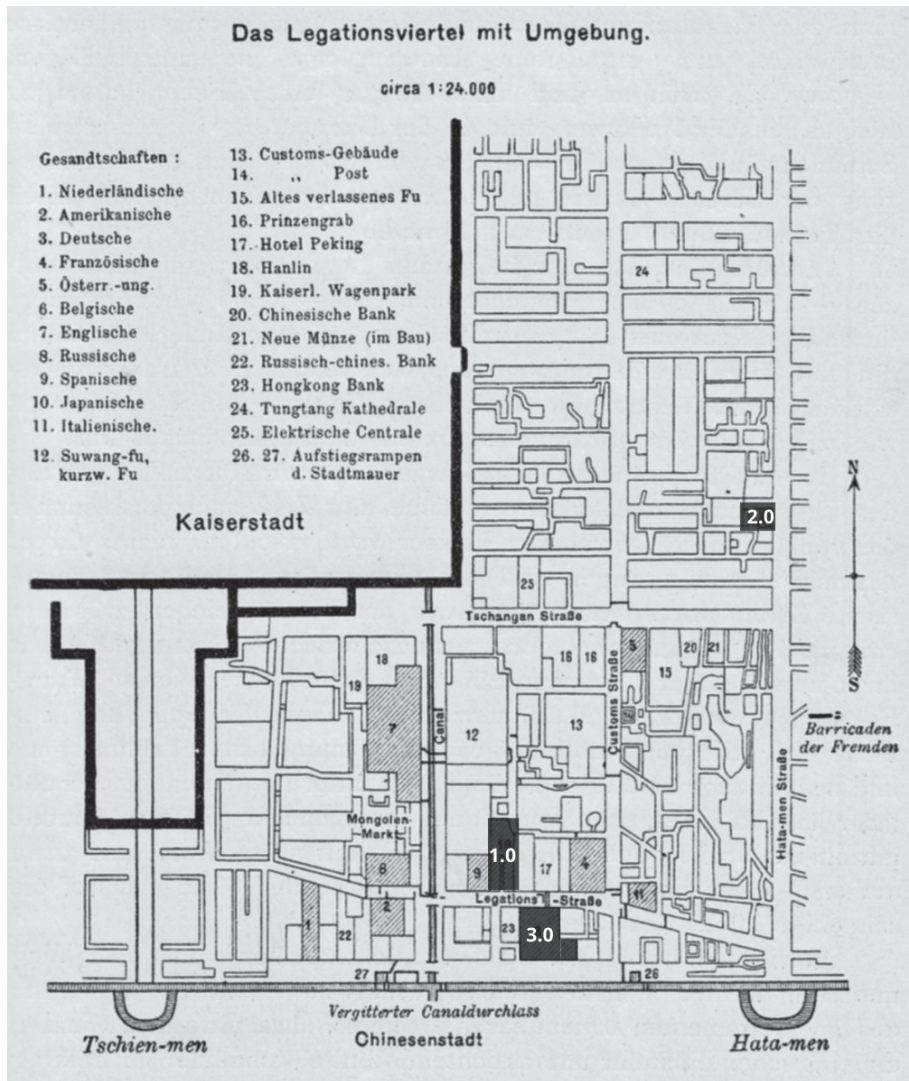 Das Legationsviertel mit Umgebung.
circa 1:24.000
Gesandtschaften :
1. Niederländische
2. Amerikanische
3. Deutsche
4. Französische
5. Österr.-ung.
6. Belgische
7. Englische
8. Russische
9. Spanische
10. Japanische
11. Italienische.
12. Suwang-fu,
kurzw. Fu
13. Customs-Gebäude
14. „ Post
15. Altes verlassenes Fu
16. Prinzengrab
17. Hotel Peking
18. Hanlin
19. Kaiserl. Wagenpark
20. Chinesische Bank
21. Neue Münze (im Bau)
22. Russisch-chines. Bank
23. Hongkong Bank
24. Tungtang Kathedrale
25. Elektrische Centrale
26. 27. Aufstiegsrampen
d. Stadtmauer
24
Kaiserstadt
N
2.0
25
Tschangan Straße
S
18
16
16
5
20
21
19
15
7
Canal
12
13
Customs Straße
Barricaden
der Fremden
Hata-men Straße
Mongolen-
Markt
1.0
6
9
17
4
Legations-Straße
11
1
2
22
23
3.0
27
26
Vergitterter Canaldurchlass
Tschien-men
Chinesenstadt
Hata-men